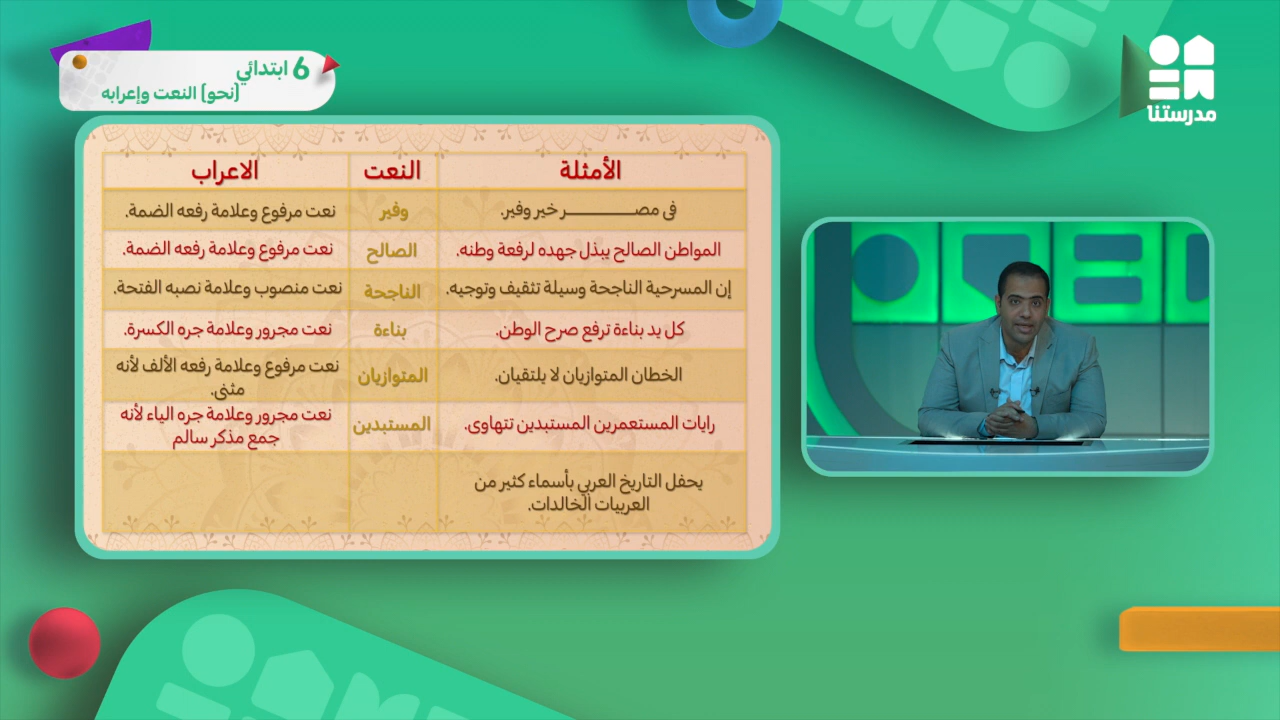 6 ابتدائي
(نحو) النعت وإعرابه
مدرستنا
الأمثلة النعت الاعراب
فى مصـــــــــر خير وفير. وفير نعت مرفوع وعلامة رفعه الضمة.
المواطن الصالح يبذل جهده لرفعة وطنه. الصالح نعت مرفوع وعلامة رفعه الضمة.
إن المسرحية الناجحة وسيلة تثقيف وتوجيه. الناجحة نعت منصوب وعلامة نصبه الفتحة.
كل يد بناءة ترفع صرح الوطن. بناءة نعت مجرور وعلامة جره الكسرة.
الخطان المتوازيان لا يلتقيان. المتوازيان نعت مرفوع وعلامة رفعه الألف لأنه
مثنى.
رايات المستعمرين المستبدين تتهاوى. المستبدين نعت مجرور وعلامة جره الياء لأنه
جمع مذكر سالم
يحفل التاريخ العربي بأسماء كثير من
العربيات الخالدات.